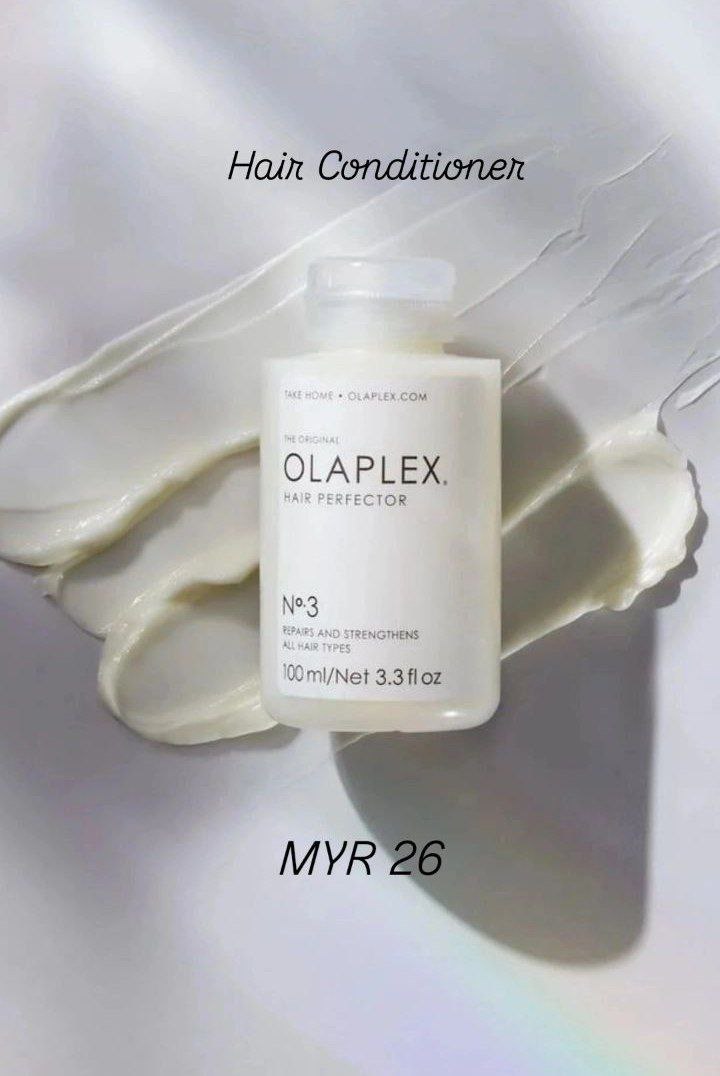 Hair Conditioner
TAKE HOME • OLAPLEX.COM
THE ORIGINAL
OLAPLEX®
HAIR PERFECTOR
Nº.3
REPAIRS AND STRENGTHENS
ALL HAIR TYPES
100 ml/Net 3.3 fl oz
MYR 26